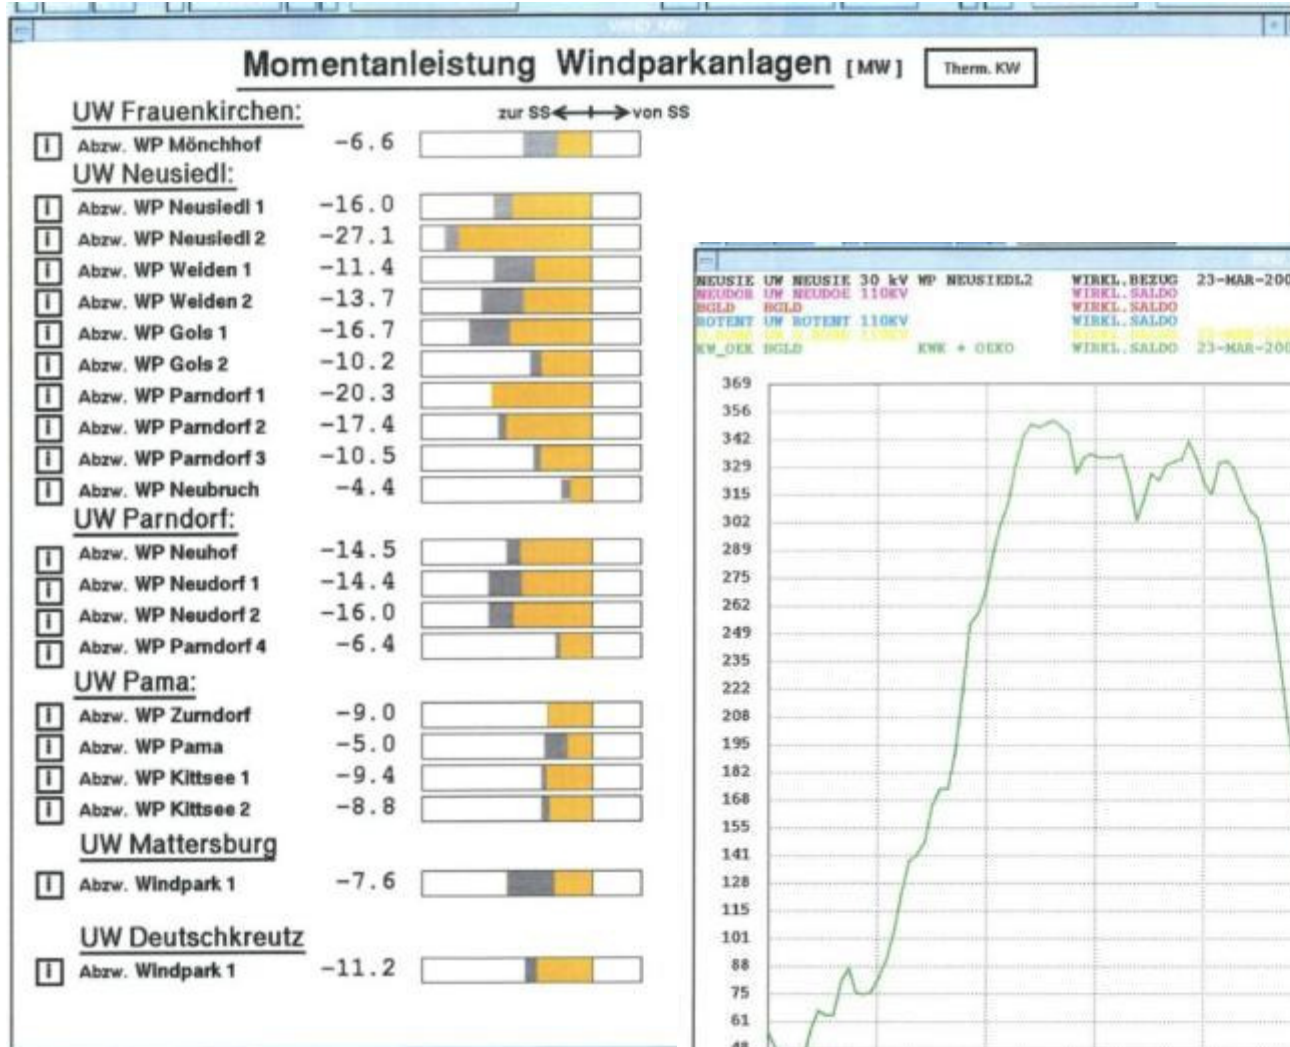 Momentanleistung Windparkanlagen [MW] Therm. KW
UW Frauenkirchen: zur SS von SS
i Abzw. WP Mönchhof -6.6
UW Neusiedl:
i Abzw. WP Neusiedl 1 -16.0
i Abzw. WP Neusiedl 2 -27.1
i Abzw. WP Weiden 1 -11.4
i Abzw. WP Weiden 2 -13.7
i Abzw. WP Gols 1 -16.7
i Abzw. WP Gols 2 -10.2
i Abzw. WP Parndorf 1 -20.3
i Abzw. WP Parndorf 2 -17.4
i Abzw. WP Parndorf 3 -10.5
i Abzw. WP Neubruch -4.4
UW Parndorf:
i Abzw. WP Neuhof -14.5
i Abzw. WP Neudorf 1 -14.4
i Abzw. WP Neudorf 2 -16.0
i Abzw. WP Parndorf 4 -6.4
UW Pama:
i Abzw. WP Zurndorf -9.0
i Abzw. WP Pama -5.0
i Abzw. WP Kittsee 1 -9.4
i Abzw. WP Kittsee 2 -8.8
UW Mattersburg
i Abzw. Windpark 1 -7.6
UW Deutschkreutz
i Abzw. Windpark 1 -11.2
NEUSIE UW NEUSIE 30 kV WP NEUSIEDL2 WIRKL.BEZUG 23-MAR-200
NEUDOE UW NEUDOE 110KV WIRKL.SALDO
BGLD BGLD WIRKL.SALDO
ROTENT UW ROTENT 110KV WIRKL.SALDO
WIRKL.SALDO 23-MAR-200
KW_OEK BGLD KWK + OEKO WIRKL.SALDO 23-MAR-200
369
356
342
329
315
302
289
275
262
249
235
222
208
195
182
168
155
141
128
115
101
88
75
61
48